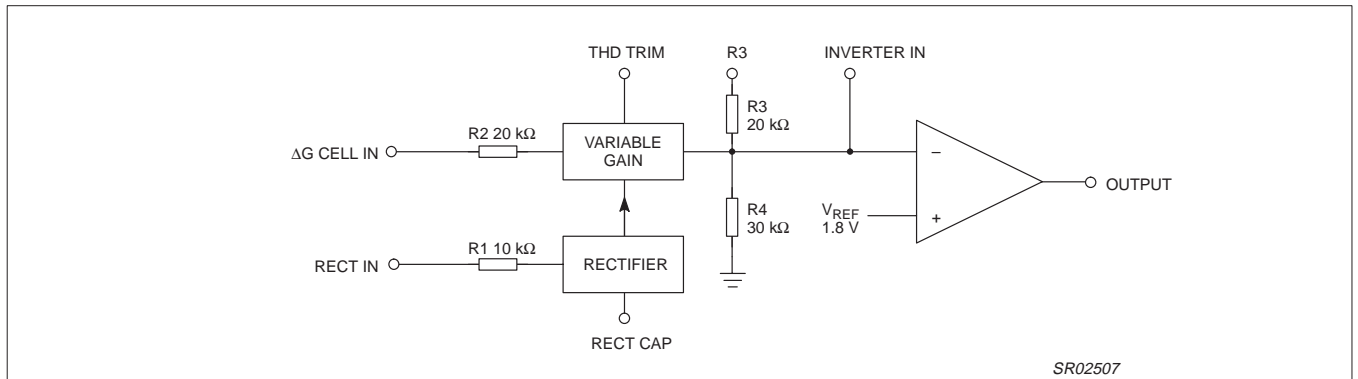 THD TRIM
R3
INVERTER IN
R3
20 kΩ
R2 20 kΩ
ΔG CELL IN
VARIABLE
GAIN
−
OUTPUT
VREF
1.8 V
+
R4
30 kΩ
R1 10 kΩ
RECT IN
RECTIFIER
RECT CAP
SR02507